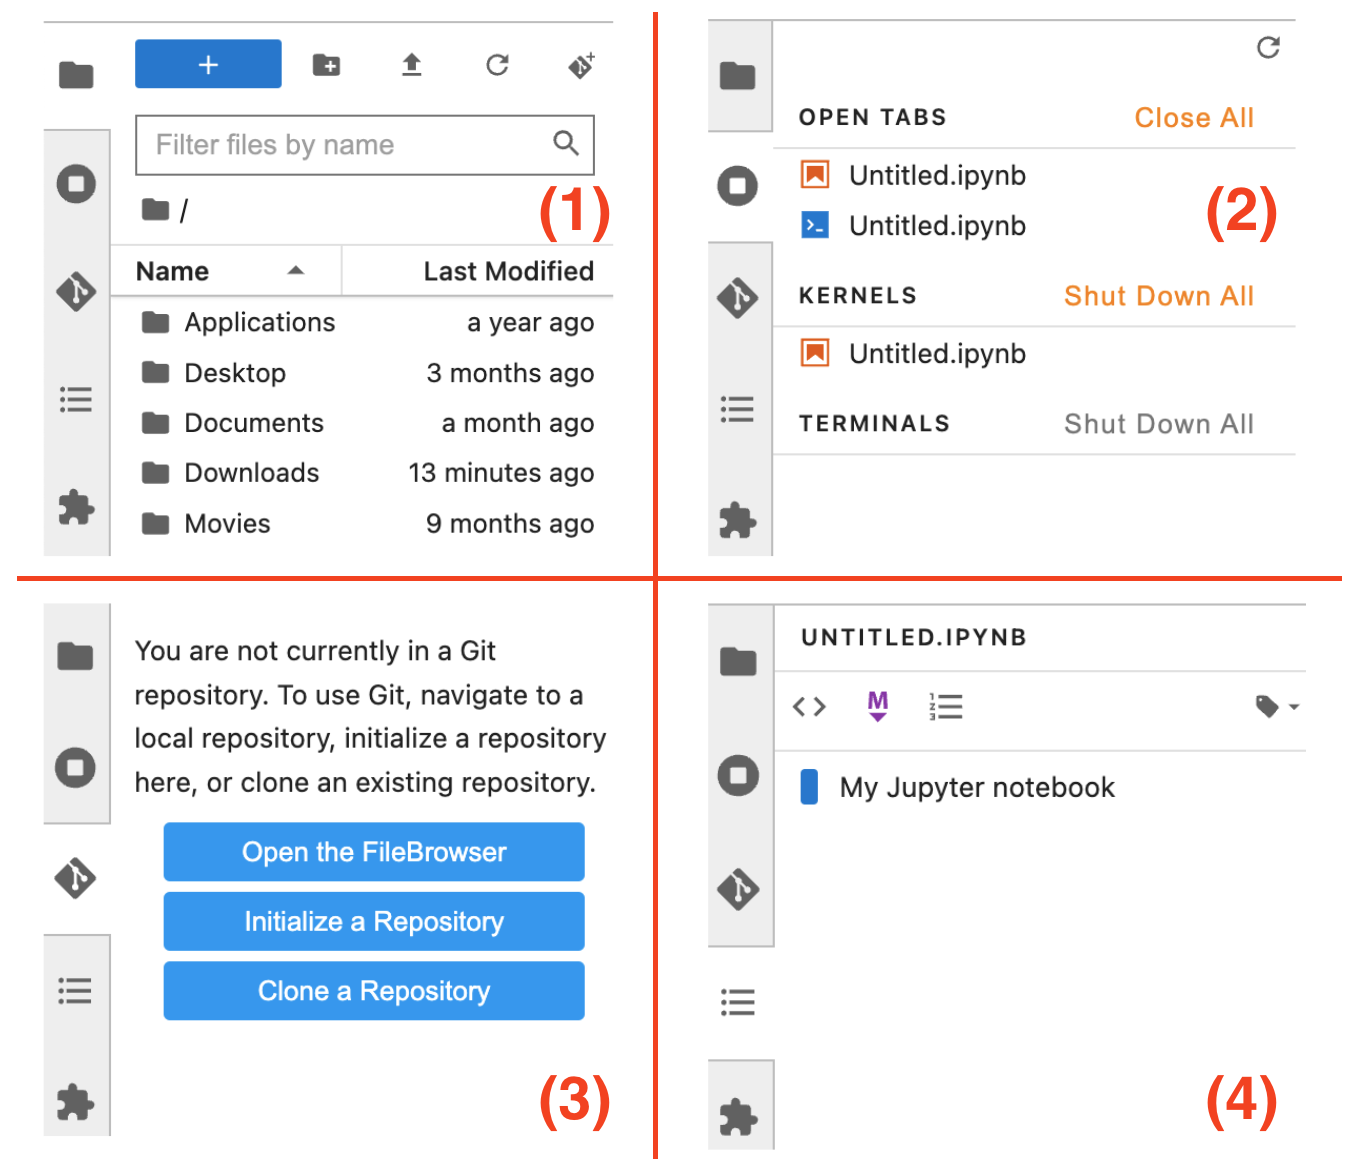 +
Filter files by name
/
(1)
Name Last Modified
Applications a year ago
Desktop 3 months ago
Documents a month ago
Downloads 13 minutes ago
Movies 9 months ago
OPEN TABS Close All
Untitled.ipynb
Untitled.ipynb
(2)
KERNELS Shut Down All
Untitled.ipynb
TERMINALS Shut Down All
You are not currently in a Git
repository. To use Git, navigate to a
local repository, initialize a repository
here, or clone an existing repository.
Open the FileBrowser
Initialize a Repository
Clone a Repository
(3)
UNTITLED.IPYNB
<> M 1 2 3
My Jupyter notebook
(4)